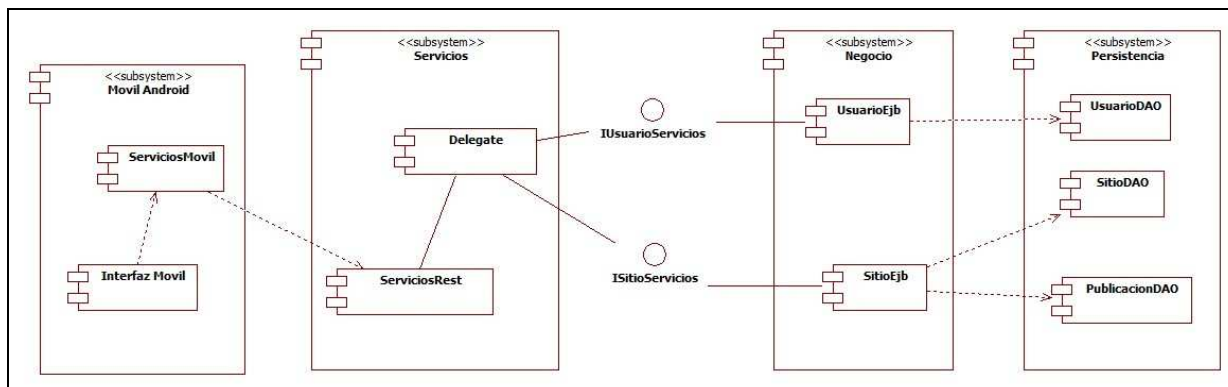 <<subsystem>>
Movil Android
ServiciosMovil
Interfaz Movil
<<subsystem>>
Servicios
Delegate
ServiciosRest
IUsuarioServicios
ISitioServicios
<<subsystem>>
Negocio
UsuarioEjb
SitioEjb
<<subsystem>>
Persistencia
UsuarioDAO
SitioDAO
PublicacionDAO